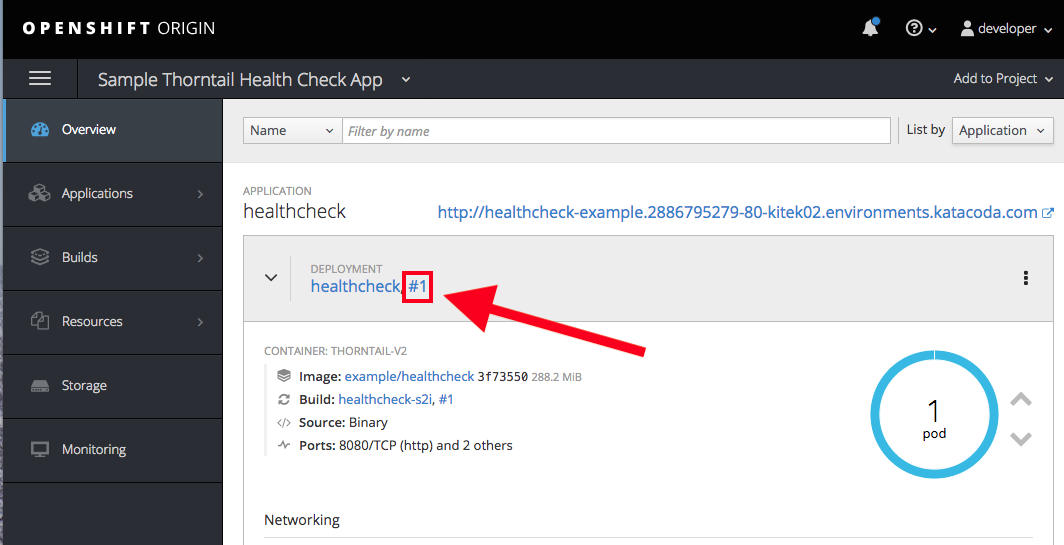 OPENSHIFT ORIGIN
developer
Sample Thorntail Health Check App
Add to Project
Overview
Applications
Builds
Resources
Storage
Monitoring
Name
Filter by name
List by
Application
APPLICATION
healthcheck
http://healthcheck-example.2886795279-80-kitek02.environments.katacoda.com
DEPLOYMENT
healthcheck, #1
CONTAINER: THORNTAIL-V2
Image: example/healthcheck 3f73550 288.2 MiB
Build: healthcheck-s2i, #1
Source: Binary
Ports: 8080/TCP (http) and 2 others
1
pod
Networking